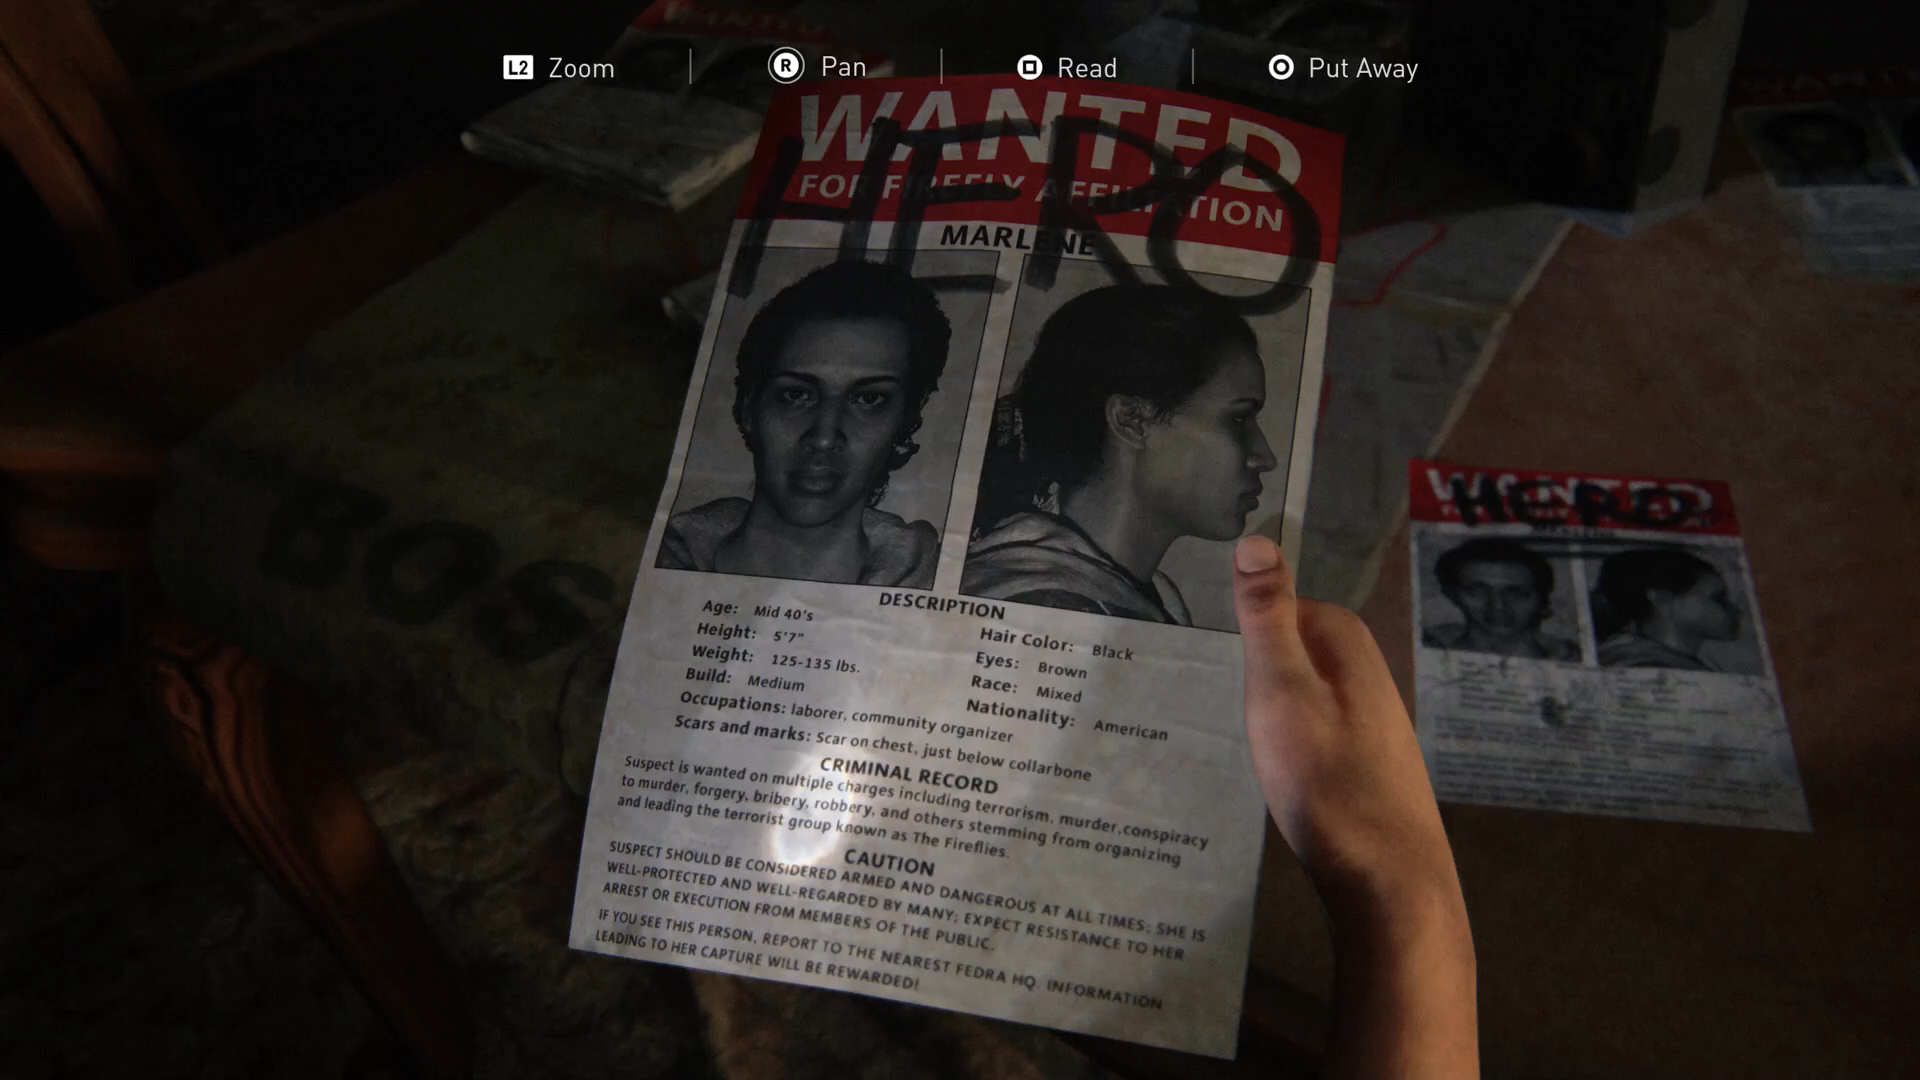 L2 Zoom
R Pan
Read
Put Away
WANTED
WANTED
FOR FIREFLY AFFILIATION
HERO
MARLENE
DESCRIPTION
Age: Mid 40's
Height: 5'7"
Weight: 125-135 lbs.
Build: Medium
Hair Color: Black
Eyes: Brown
Race: Mixed
Nationality: American
Occupations: laborer, community organizer
Scars and marks: Scar on chest, just below collarbone
CRIMINAL RECORD
Suspect is wanted on multiple charges including terrorism, murder,conspiracy
to murder, forgery, bribery, robbery, and others stemming from organizing
and leading the terrorist group known as The Fireflies.
CAUTION
SUSPECT SHOULD BE CONSIDERED ARMED AND DANGEROUS AT ALL TIMES; SHE IS
WELL-PROTECTED AND WELL-REGARDED BY MANY; EXPECT RESISTANCE TO HER
ARREST OR EXECUTION FROM MEMBERS OF THE PUBLIC.
IF YOU SEE THIS PERSON, REPORT TO THE NEAREST FEDRA HQ. INFORMATION
LEADING TO HER CAPTURE WILL BE REWARDED!
WANTED
HERO
BOS